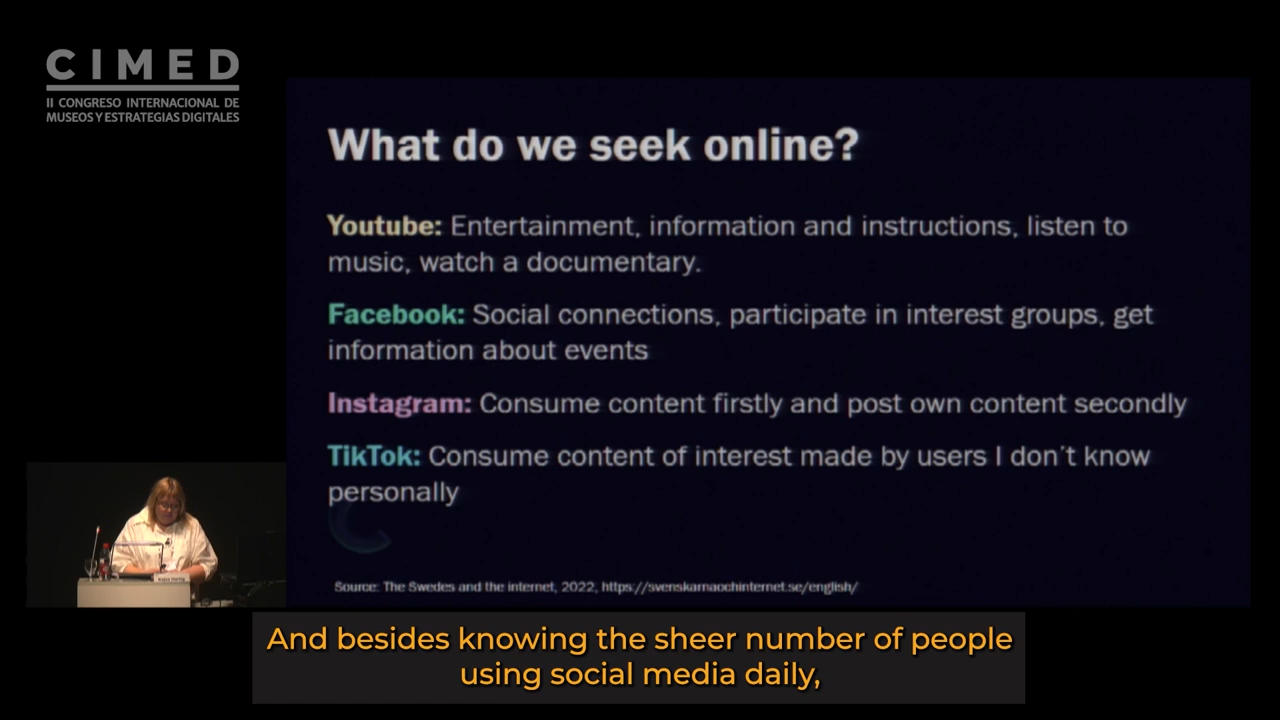 CIMED
II CONGRESO INTERNACIONAL DE
MUSEOS Y ESTRATEGIAS DIGITALES
What do we seek online?
Youtube: Entertainment, information and instructions, listen to
music, watch a documentary.
Facebook: Social connections, participate in interest groups, get
information about events
Instagram: Consume content firstly and post own content secondly
TikTok: Consume content of interest made by users I don't know
personally
Source: The Swedes and the internet, 2022, https://svenskarnaochinternet.se/english/
And besides knowing the sheer number of people
using social media daily,